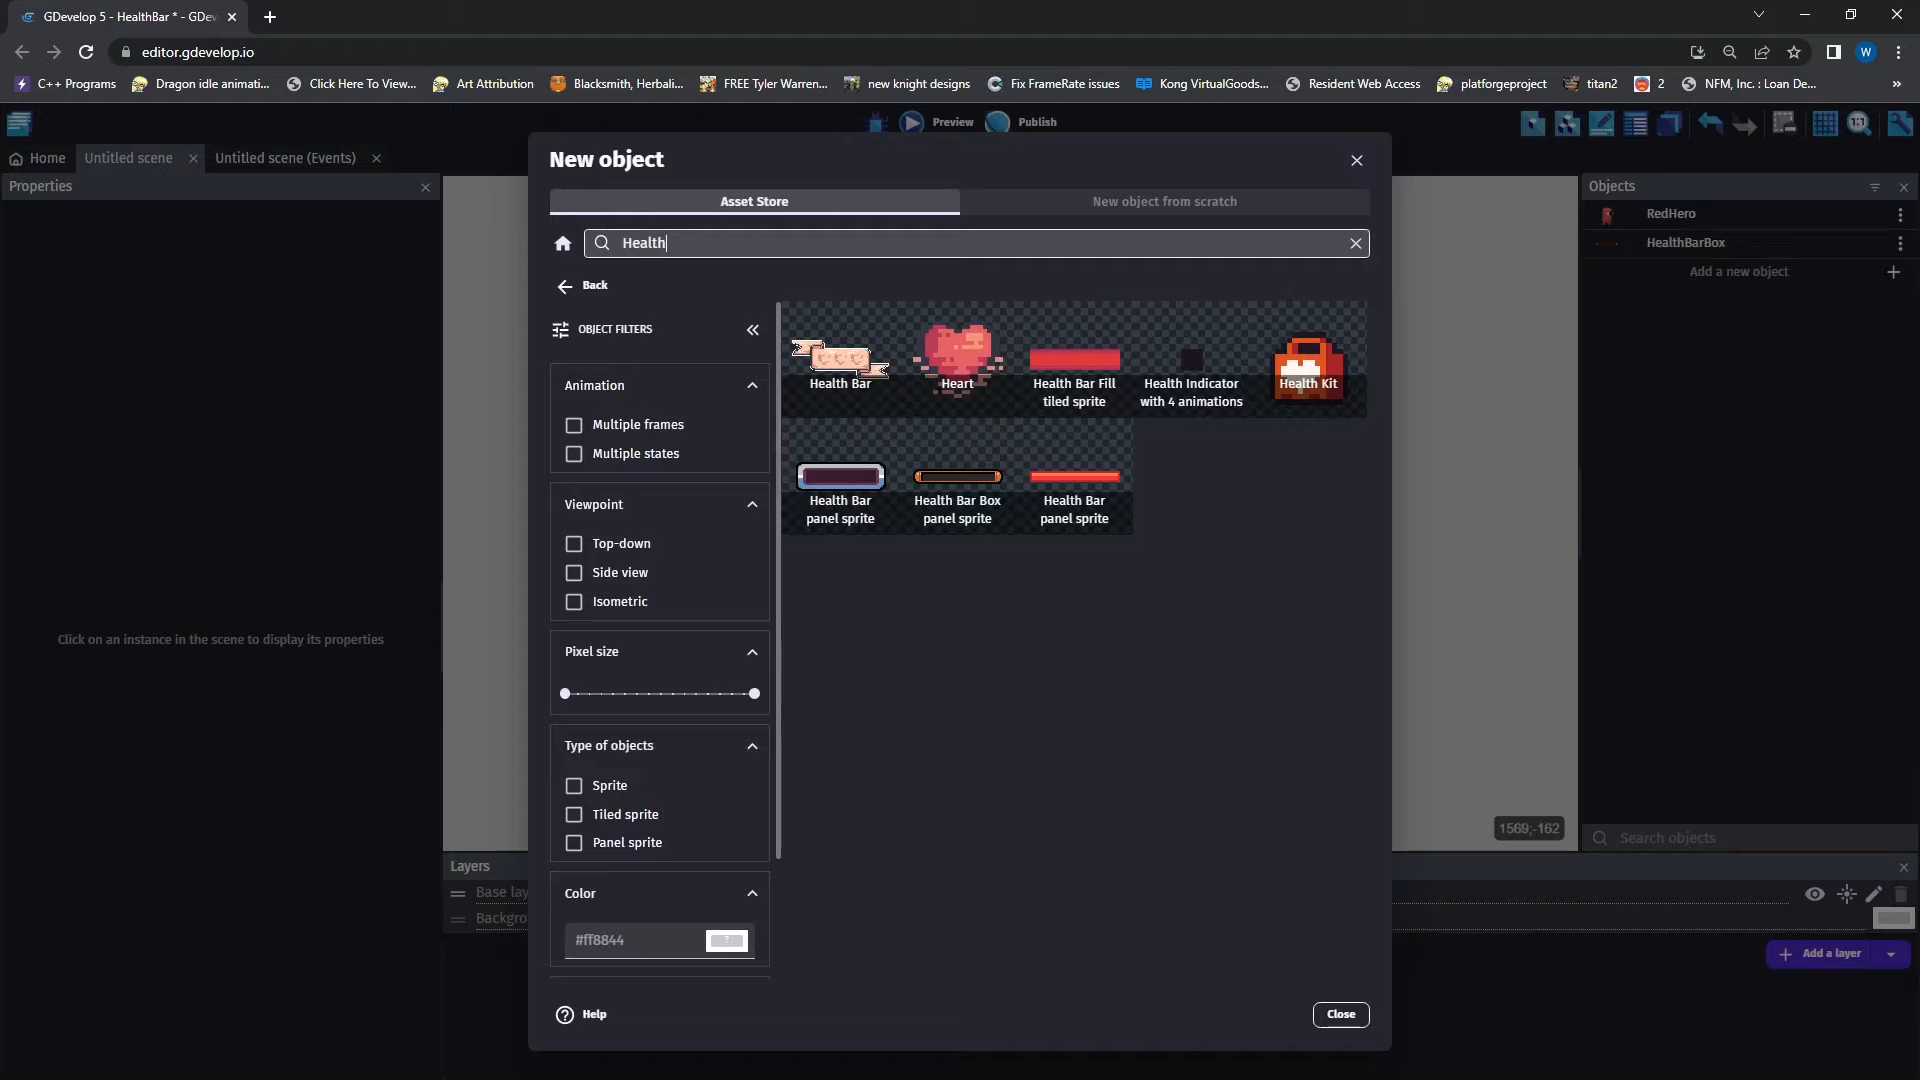 GDevelop 5 - HealthBar * - GDev
editor.gdevelop.io
W
C++ Programs
Dragon idle animati...
Click Here To View...
Art Attribution
Blacksmith, Herbali...
FREE Tyler Warren...
new knight designs
Fix FrameRate issues
Kong VirtualGoods...
Resident Web Access
platforgeproject
titan2
2
NFM, Inc. : Loan De...
»
Preview
Publish
1:1
Home
Untitled scene
Untitled scene (Events)
Properties
Click on an instance in the scene to display its properties
New object
Asset Store
New object from scratch
Health
Back
OBJECT FILTERS
Animation
Multiple frames
Multiple states
Viewpoint
Top-down
Side view
Isometric
Pixel size
Type of objects
Sprite
Tiled sprite
Panel sprite
Color
#ff8844
?
Health Bar
Heart
Health Bar Fill
tiled sprite
Health Indicator
with 4 animations
Health Kit
Health Bar
panel sprite
Health Bar Box
panel sprite
Health Bar
panel sprite
Help
Close
Objects
RedHero
HealthBarBox
Add a new object
1569;-162
Search objects
Layers
Base lay
Backgro
Add a layer